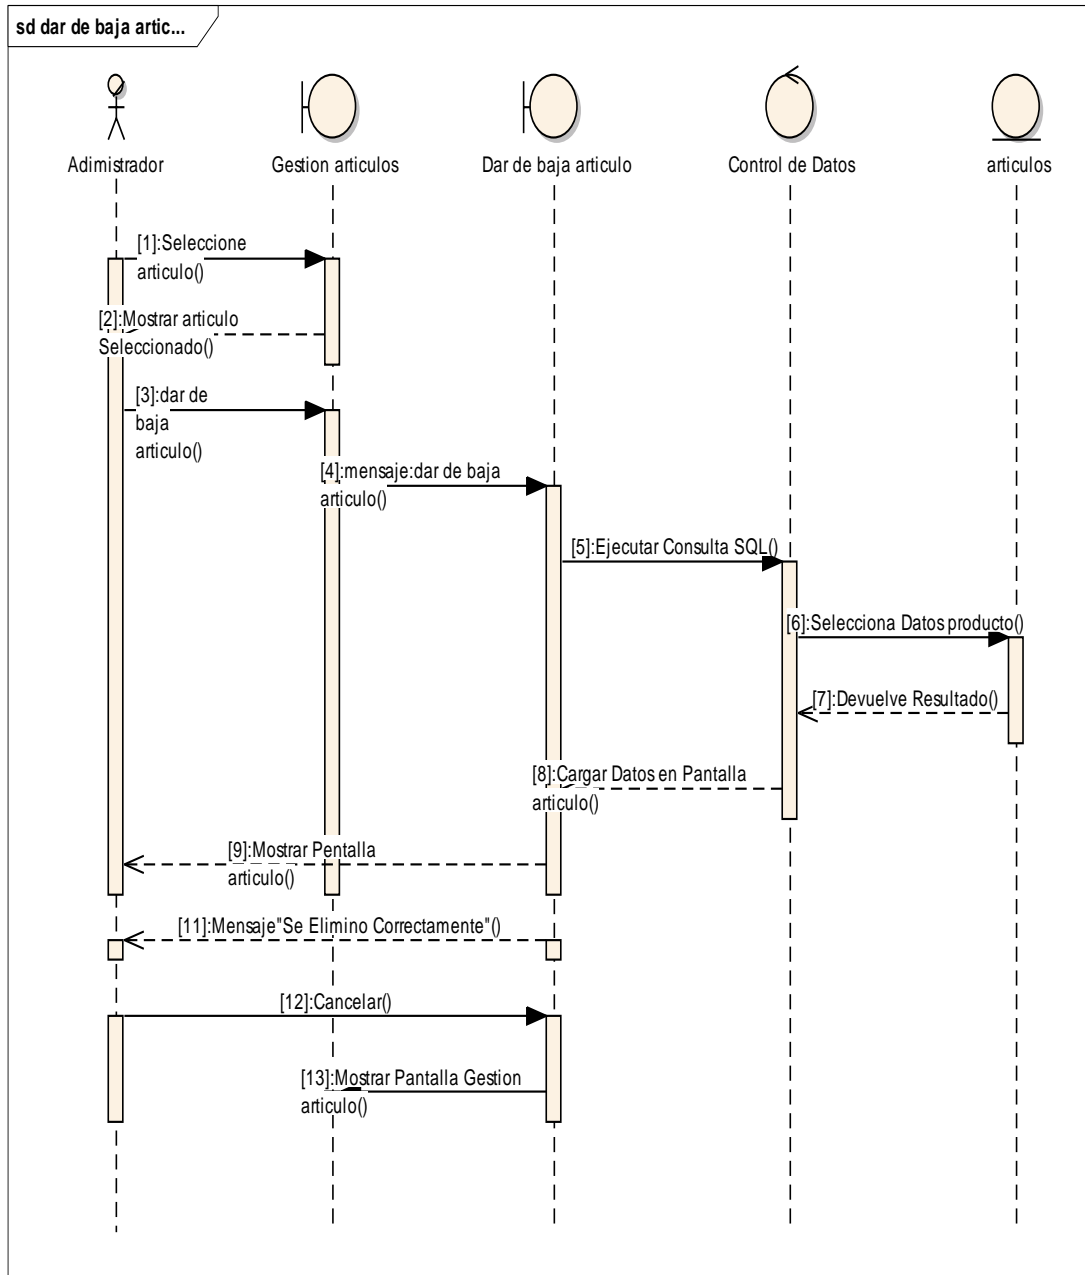 sd dar de baja artic...
Adimistrador
Gestion articulos
Dar de baja articulo
Control de Datos
articulos
[1]:Seleccione
articulo()
[2]:Mostrar articulo
Seleccionado()
[3]:dar de
baja
articulo()
[4]:mensaje:dar de baja
articulo()
[5]:Ejecutar Consulta SQL()
[6]:Selecciona Datos producto()
[7]:Devuelve Resultado()
[8]:Cargar Datos en Pantalla
articulo()
[9]:Mostrar Pentalla
articulo()
[11]:Mensaje"Se Elimino Correctamente"()
[12]:Cancelar()
[13]:Mostrar Pantalla Gestion
articulo()